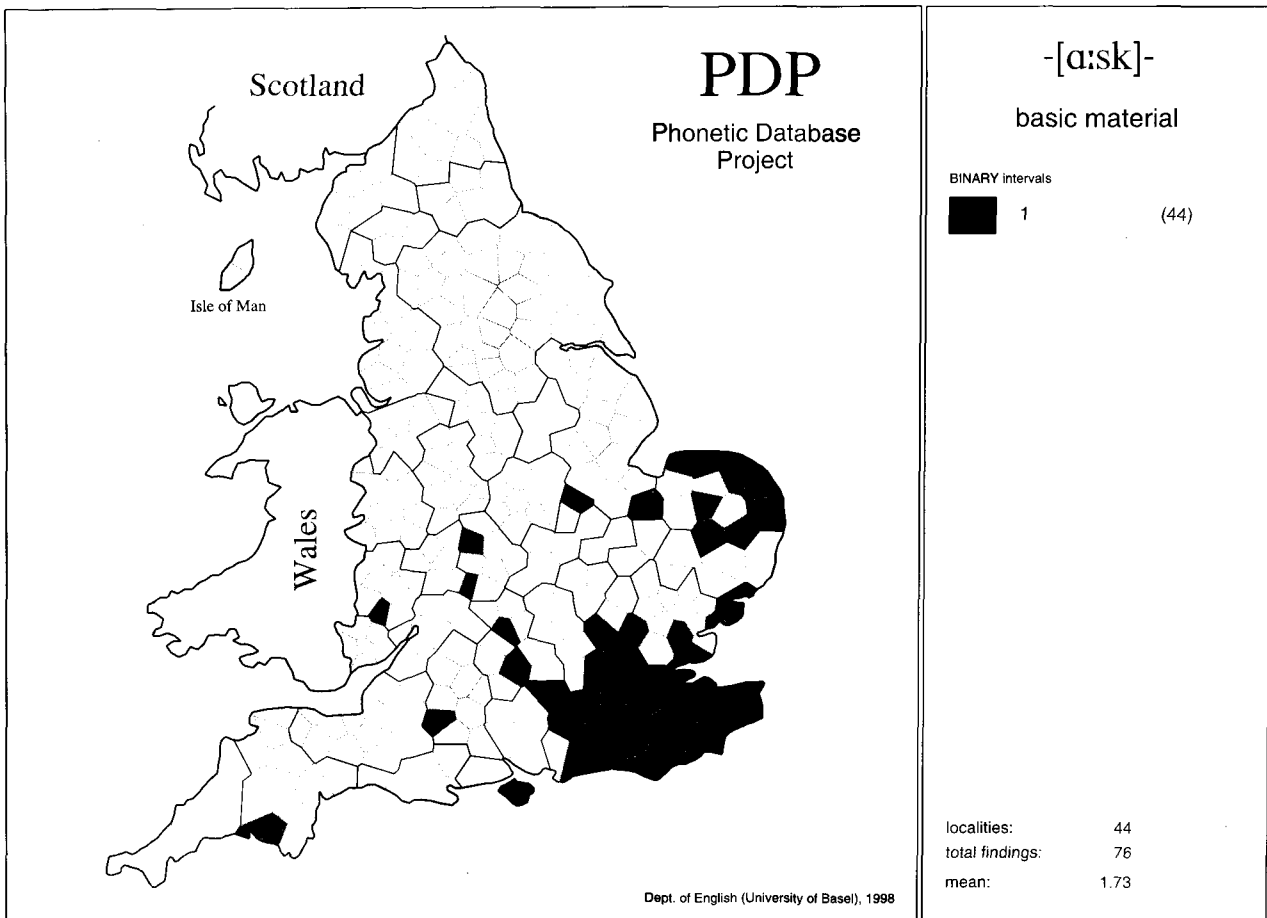 Scotland
PDP
Phonetic Database
Project
Isle of Man
Wales
Dept. of English (University of Basel), 1998
-[ɑːsk]-
basic material
BINARY intervals
1 (44)
localities: 44
total findings: 76
mean: 1.73